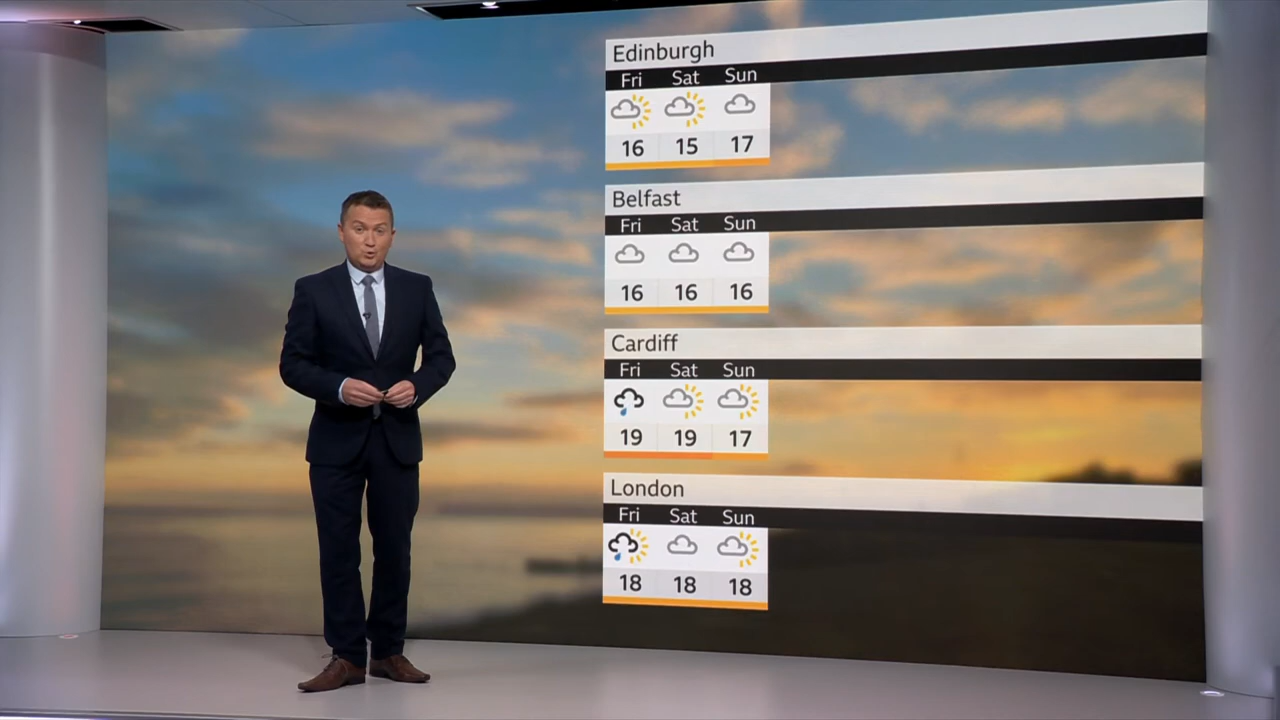 Edinburgh
Fri Sat Sun
16 15 17
Belfast
Fri Sat Sun
16 16 16
Cardiff
Fri Sat Sun
19 19 17
London
Fri Sat Sun
18 18 18